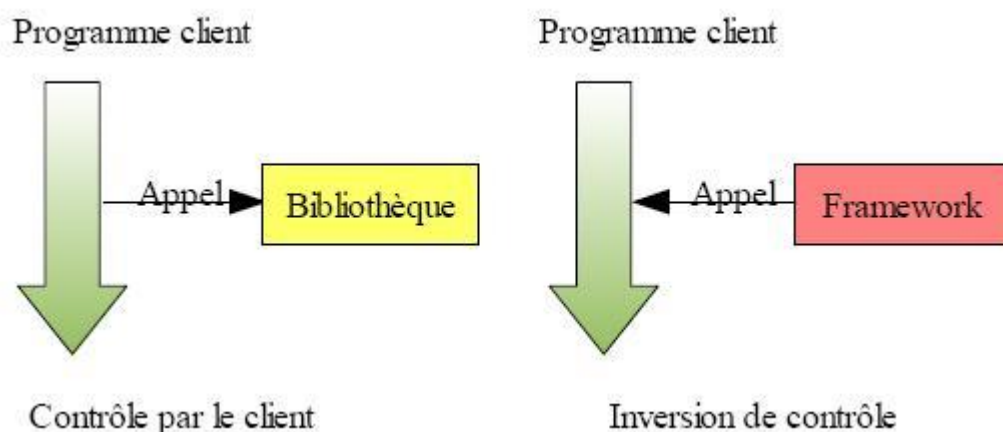 Programme client
Programme client
Appel
Bibliothèque
Appel
Framework
Contrôle par le client
Inversion de contrôle